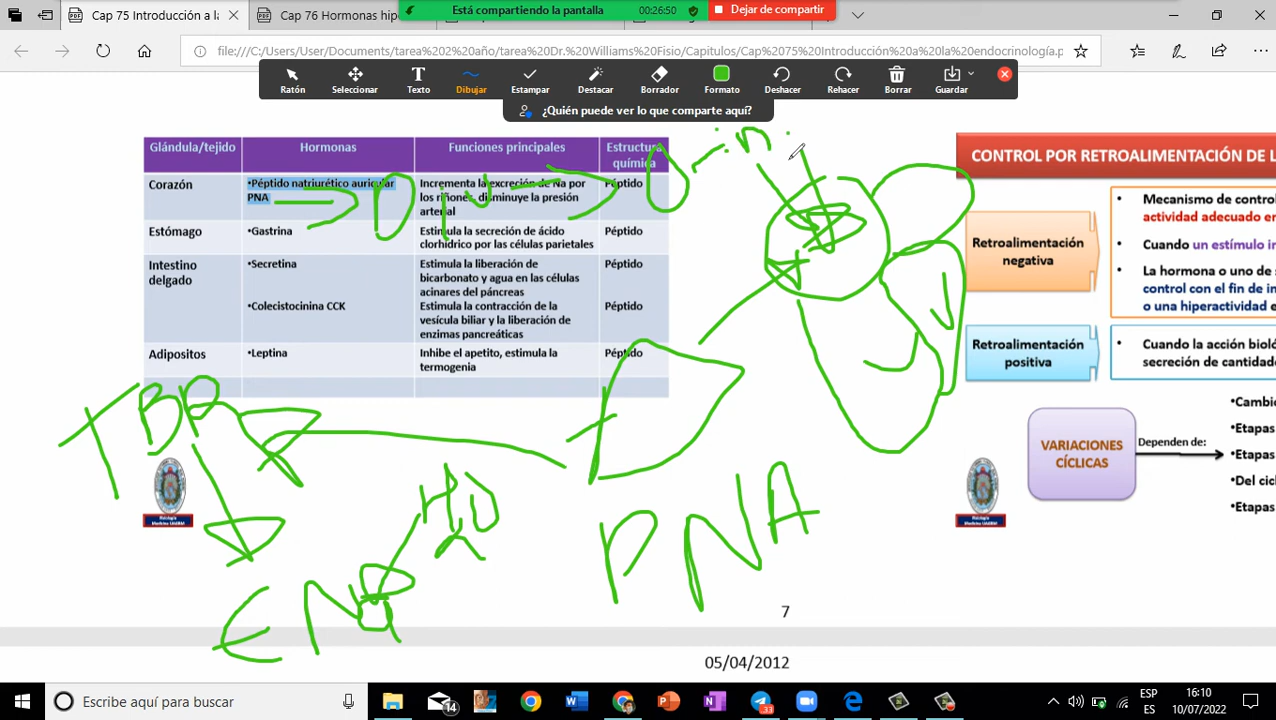 Cap 75 Introducción a la
Cap 76 Hormonas hip
Está compartiendo la pantalla
00:26:50
Dejar de compartir
file:///C:/Users/User/Documents/tarea%202%20año/tarea%20Dr.%20Williams%20Fisio/Capitulos/Cap%2075%20Introducción%20a%20la%20endocrinología.p
Ratón
Seleccionar
Texto
Dibujar
Estampar
Destacar
Borrador
Formato
Deshacer
Rehacer
Borrar
Guardar
¿Quién puede ver lo que comparte aquí?
Glándula/tejido Hormonas Funciones principales Estructura química
Corazón
•Péptido natriurético auricular
PNA
Incrementa la excreción de Na por
los riñones, disminuye la presión
arterial
Péptido
Estómago
•Gastrina
Estimula la secreción de ácido
clorhídrico por las células parietales
Péptido
Intestino
delgado
•Secretina
Estimula la liberación de
bicarbonato y agua en las células
acinares del páncreas
Péptido
•Colecistocinina CCK
Estimula la contracción de la
vesícula biliar y la liberación de
enzimas pancreáticas
Péptido
Adipositos
•Leptina
Inhibe el apetito, estimula la
termogenia
Péptido
PNA
H2O
7
05/04/2012
CONTROL POR RETROALIMENTACIÓN DE
Retroalimentación
negativa
Mecanismo de contro
actividad adecuado en
Cuando un estímulo i
La hormona o uno de s
control con el fin de in
o una hiperactividad e
Retroalimentación
positiva
Cuando la acción bioló
secreción de cantidade
VARIACIONES
CÍCLICAS
Dependen de:
•Cambio
•Etapas
•Etapas
•Del cicl
•Etapas
Escribe aquí para buscar
14
33
ESP
ES
16:10
10/07/2022